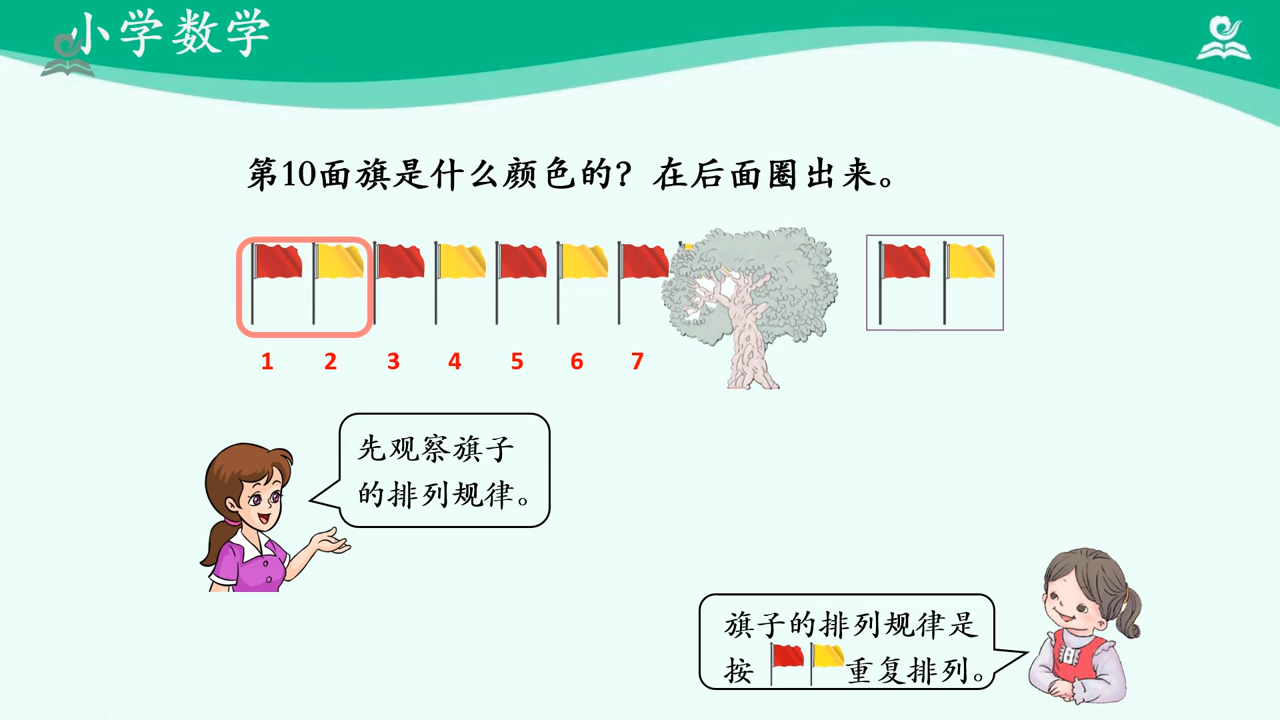 小学数学
第10面旗是什么颜色的？在后面圈出来。
1 2 3 4 5 6 7
先观察旗子
的排列规律。
旗子的排列规律是
按 重复排列。